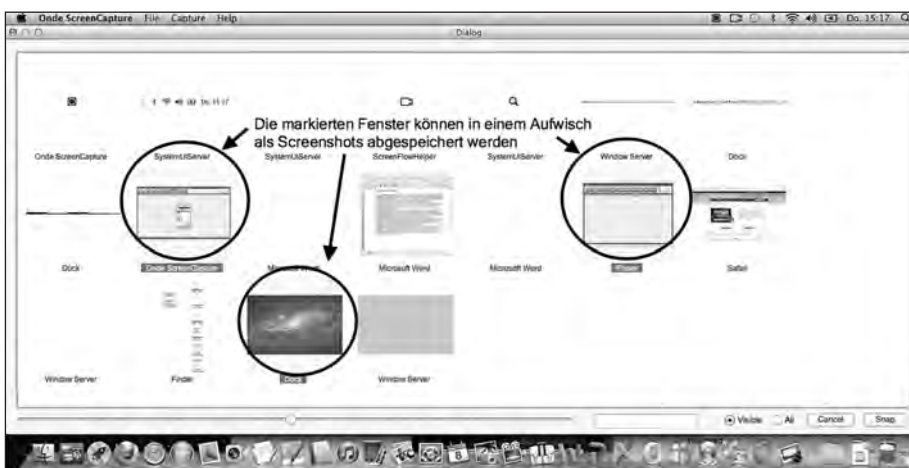 Onde ScreenCapture File Capture Help Do. 15:17
Dialog
Die markierten Fenster können in einem Aufwisch
als Screenshots abgespeichert werden
Onde ScreenCapture SystemUIServer SystemUIServer ScreenFlowHelper SystemUIServer Window Server Dock
Dock Onde ScreenCapture Microsoft Word Microsoft Word Microsoft Word Safari
Window Server Finder Dock Window Server
Visible All Cancel Snap